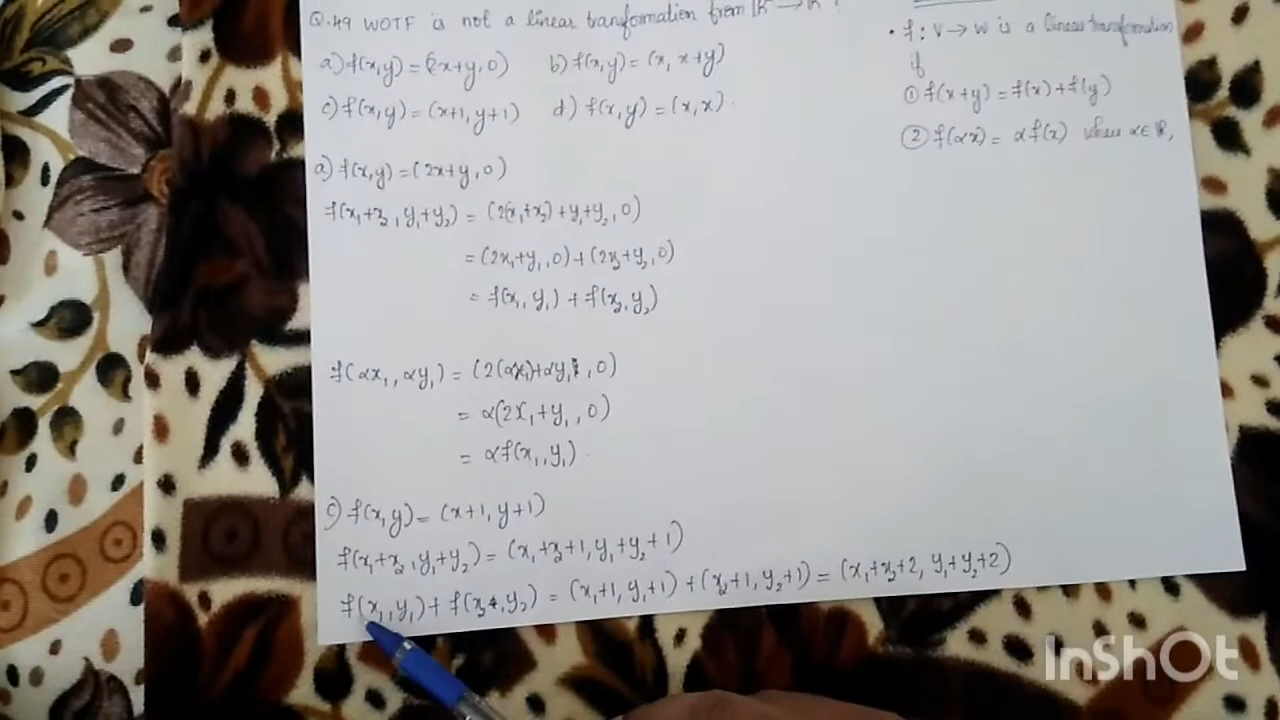 Q.49 WOTF is not a linear tranformation from R → R
a) f(x,y) = (2x+y, 0) b) f(x,y) = (x, x+y)
c) f(x,y) = (x+1, y+1) d) f(x,y) = (x,x).
• f: V → W is a linear tranformation
if
① f(x+y) = f(x)+f(y)
② f(αx) = αf(x) where α∈R,
a) f(x,y) = (2x+y, 0)
f(x₁+x₂, y₁+y₂) = (2(x₁+x₂)+y₁+y₂, 0)
= (2x₁+y₁, 0) + (2x₂+y₂, 0)
= f(x₁, y₁) + f(x₂, y₂)
f(αx₁, αy₁) = (2(αx₁)+αy₁, 0)
= α(2x₁+y₁, 0)
= αf(x₁, y₁).
c) f(x,y) = (x+1, y+1)
f(x₁+x₂, y₁+y₂) = (x₁+x₂+1, y₁+y₂+1)
f(x₁, y₁) + f(x₂, y₂) = (x₁+1, y₁+1) + (x₂+1, y₂+1) = (x₁+x₂+2, y₁+y₂+2)
InShOt